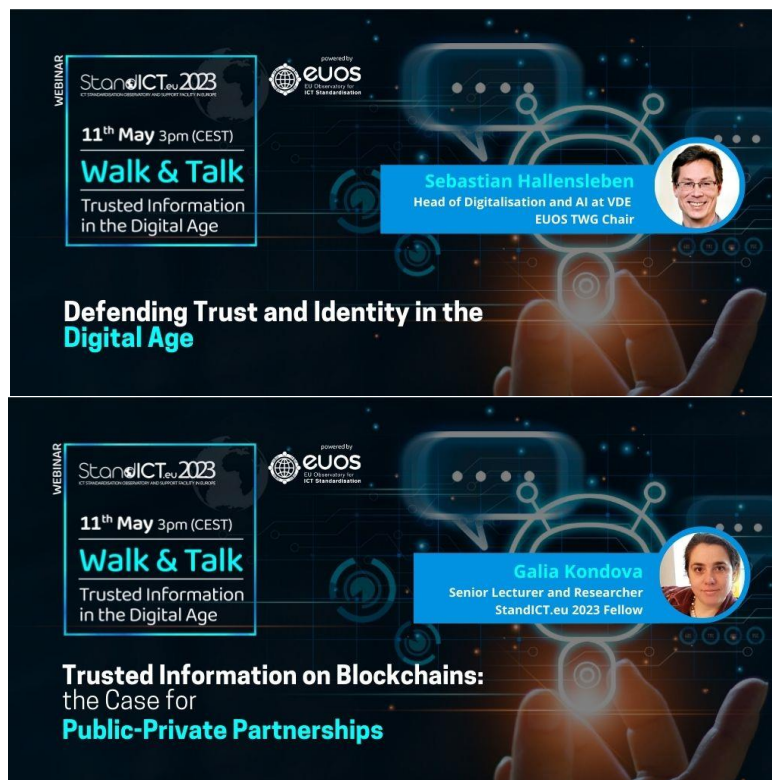 WEBINAR
StandICT.eu 2023
ICT STANDARDISATION OBSERVATORY AND SUPPORT FACILITY IN EUROPE
powered by
euos
EU Observatory for
ICT Standardisation
11th May 3pm (CEST)
Walk & Talk
Trusted Information
in the Digital Age
Sebastian Hallensleben
Head of Digitalisation and AI at VDE
EUOS TWG Chair
Defending Trust and Identity in the
Digital Age
WEBINAR
StandICT.eu 2023
ICT STANDARDISATION OBSERVATORY AND SUPPORT FACILITY IN EUROPE
powered by
euos
EU Observatory for
ICT Standardisation
11th May 3pm (CEST)
Walk & Talk
Trusted Information
in the Digital Age
Galia Kondova
Senior Lecturer and Researcher
StandICT.eu 2023 Fellow
Trusted Information on Blockchains:
the Case for
Public-Private Partnerships